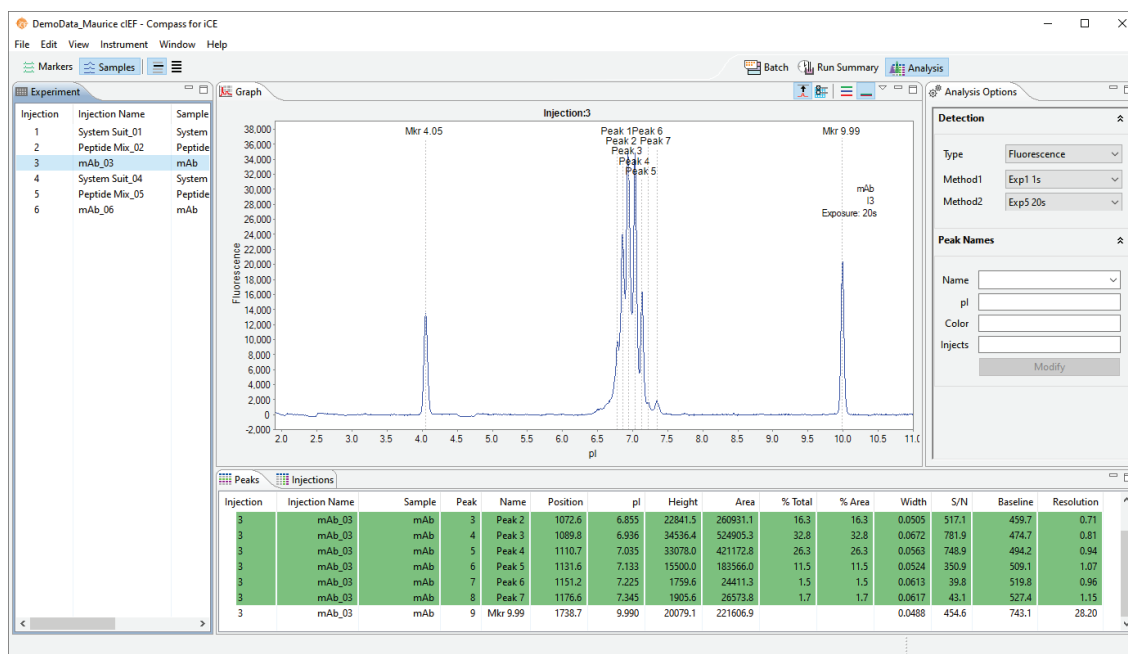 DemoData_Maurice cIEF - Compass for iCE
File Edit View Instrument Window Help
Markers Samples Batch Run Summary Analysis
Experiment
Injection Injection Name Sample
1 System Suit_01 System
2 Peptide Mix_02 Peptide
3 mAb_03 mAb
4 System Suit_04 System
5 Peptide Mix_05 Peptide
6 mAb_06 mAb
Graph
Injection:3
Mkr 4.05 Peak 1 Peak 6 Mkr 9.99
Peak 2 Peak 7
Peak 3
Peak 4
Peak 5
mAb
I3
Exposure: 20s
Fluorescence
38,000
36,000
34,000
32,000
30,000
28,000
26,000
24,000
22,000
20,000
18,000
16,000
14,000
12,000
10,000
8,000
6,000
4,000
2,000
0
-2,000
2.0 2.5 3.0 3.5 4.0 4.5 5.0 5.5 6.0 6.5 7.0 7.5 8.0 8.5 9.0 9.5 10.0 10.5 11.0
pI
Analysis Options
Detection
Type Fluorescence
Method1 Exp1 1s
Method2 Exp5 20s
Peak Names
Name
pI
Color
Injects
Modify
Peaks Injections
Injection Injection Name Sample Peak Name Position pI Height Area % Total % Area Width S/N Baseline Resolution
3 mAb_03 mAb 3 Peak 2 1072.6 6.855 22841.5 260931.1 16.3 16.3 0.0505 517.1 459.7 0.71
3 mAb_03 mAb 4 Peak 3 1089.8 6.936 34536.4 524905.3 32.8 32.8 0.0672 781.9 474.7 0.81
3 mAb_03 mAb 5 Peak 4 1110.7 7.035 33078.0 421172.8 26.3 26.3 0.0563 748.9 494.2 0.94
3 mAb_03 mAb 6 Peak 5 1131.6 7.133 15500.0 183566.0 11.5 11.5 0.0524 350.9 509.1 1.07
3 mAb_03 mAb 7 Peak 6 1151.2 7.225 1759.6 24411.3 1.5 1.5 0.0613 39.8 519.8 0.96
3 mAb_03 mAb 8 Peak 7 1176.6 7.345 1905.6 26573.8 1.7 1.7 0.0617 43.1 527.4 1.15
3 mAb_03 mAb 9 Mkr 9.99 1738.7 9.990 20079.1 221606.9 0.0488 454.6 743.1 28.20